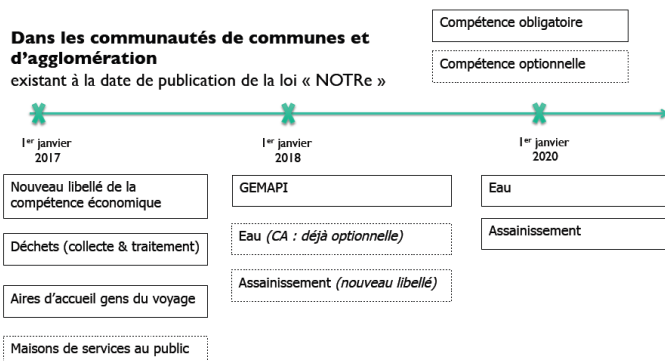 Dans les communautés de communes et
d'agglomération
existant à la date de publication de la loi « NOTRe »
Compétence obligatoire
Compétence optionnelle
1er janvier
2017
1er janvier
2018
1er janvier
2020
Nouveau libellé de la
compétence économique
Déchets (collecte & traitement)
Aires d'accueil gens du voyage
Maisons de services au public
GEMAPI
Eau (CA : déjà optionnelle)
Assainissement (nouveau libellé)
Eau
Assainissement